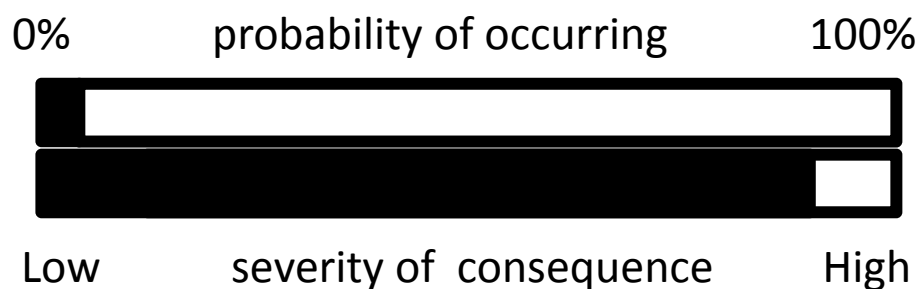 0% probability of occurring 100%
Low severity of consequence High